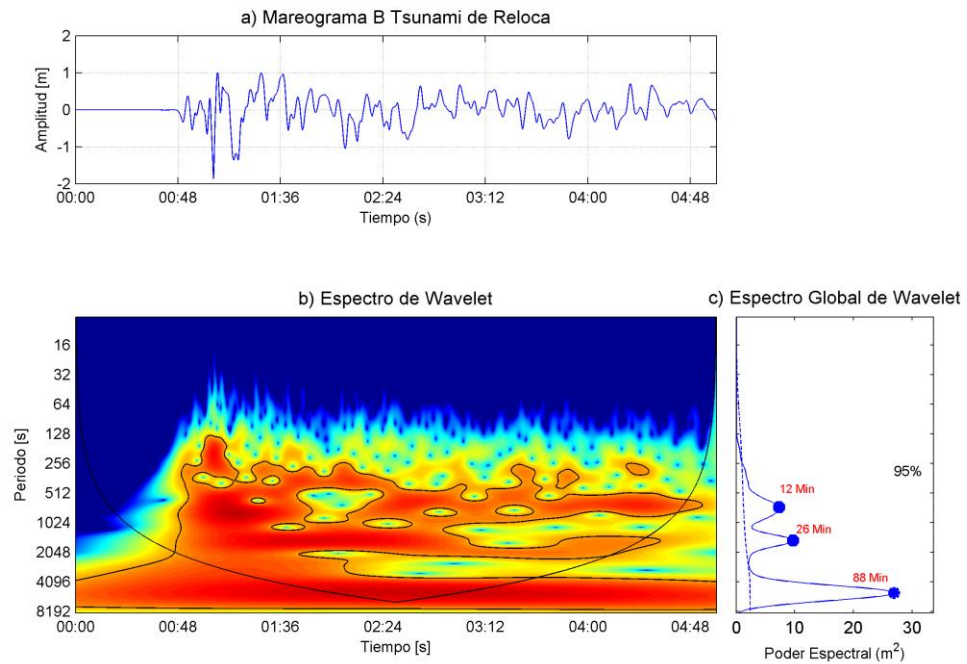 a) Mareograma B Tsunami de Reloca
Amplitud [m]
2
1
0
-1
-2
00:00 00:48 01:36 02:24 03:12 04:00 04:48
Tiempo (s)
b) Espectro de Wavelet
Periodo [s]
16
32
64
128
256
512
1024
2048
4096
8192
00:00 00:48 01:36 02:24 03:12 04:00 04:48
Tiempo [s]
c) Espectro Global de Wavelet
95%
12 Min
26 Min
88 Min
0 10 20 30
Poder Espectral (m²)